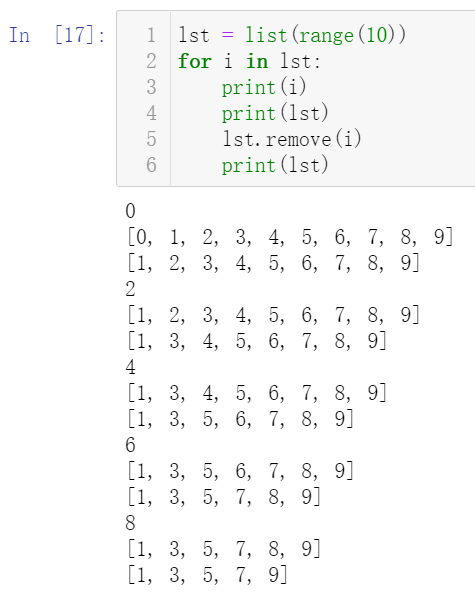 In [17]:
1 lst = list(range(10))
2 for i in lst:
3     print(i)
4     print(lst)
5     lst.remove(i)
6     print(lst)
0
[0, 1, 2, 3, 4, 5, 6, 7, 8, 9]
[1, 2, 3, 4, 5, 6, 7, 8, 9]
2
[1, 2, 3, 4, 5, 6, 7, 8, 9]
[1, 3, 4, 5, 6, 7, 8, 9]
4
[1, 3, 4, 5, 6, 7, 8, 9]
[1, 3, 5, 6, 7, 8, 9]
6
[1, 3, 5, 6, 7, 8, 9]
[1, 3, 5, 7, 8, 9]
8
[1, 3, 5, 7, 8, 9]
[1, 3, 5, 7, 9]